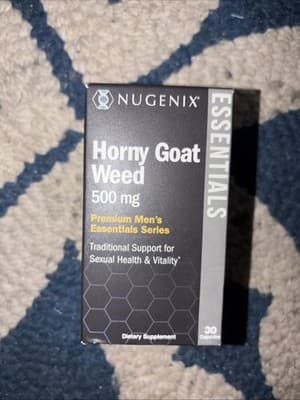 NUGENIX®
ESSENTIALS
Horny Goat
Weed
500 mg
Premium Men's
Essentials Series
Traditional Support for
Sexual Health & Vitality*
Dietary Supplement
30
Capsules